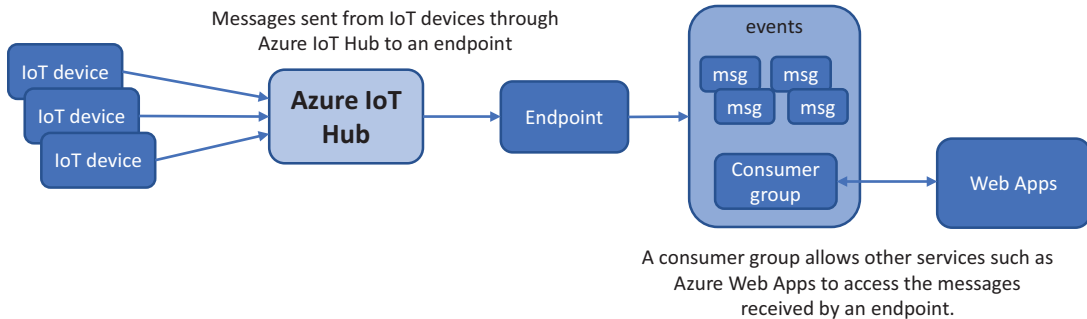 Messages sent from IoT devices through
Azure IoT Hub to an endpoint
IoT device
IoT device
IoT device
Azure IoT
Hub
Endpoint
events
msg
msg
msg
msg
Consumer
group
Web Apps
A consumer group allows other services such as
Azure Web Apps to access the messages
received by an endpoint.